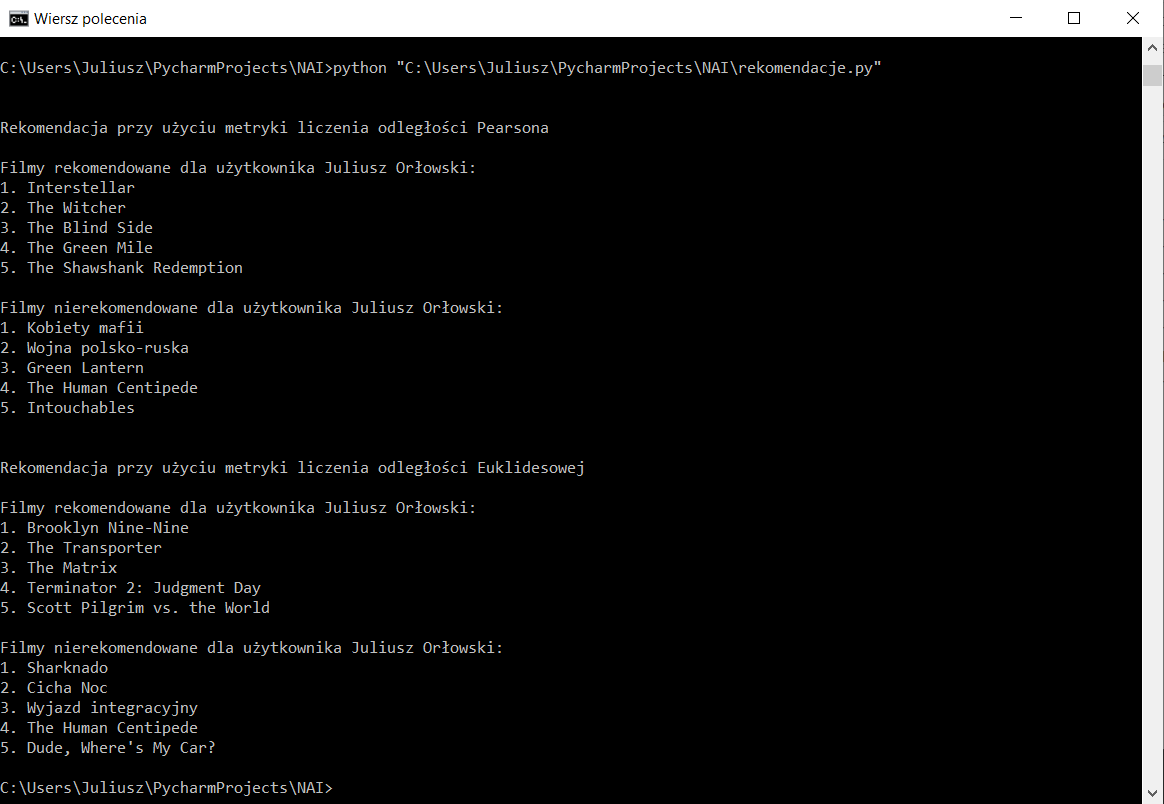 Wiersz polecenia
C:\Users\Juliusz\PycharmProjects\NAI>python "C:\Users\Juliusz\PycharmProjects\NAI\rekomendacje.py"
Rekomendacja przy użyciu metryki liczenia odległości Pearsona
Filmy rekomendowane dla użytkownika Juliusz Orłowski:
1. Interstellar
2. The Witcher
3. The Blind Side
4. The Green Mile
5. The Shawshank Redemption
Filmy nierekomendowane dla użytkownika Juliusz Orłowski:
1. Kobiety mafii
2. Wojna polsko-ruska
3. Green Lantern
4. The Human Centipede
5. Intouchables
Rekomendacja przy użyciu metryki liczenia odległości Euklidesowej
Filmy rekomendowane dla użytkownika Juliusz Orłowski:
1. Brooklyn Nine-Nine
2. The Transporter
3. The Matrix
4. Terminator 2: Judgment Day
5. Scott Pilgrim vs. the World
Filmy nierekomendowane dla użytkownika Juliusz Orłowski:
1. Sharknado
2. Cicha Noc
3. Wyjazd integracyjny
4. The Human Centipede
5. Dude, Where's My Car?
C:\Users\Juliusz\PycharmProjects\NAI>